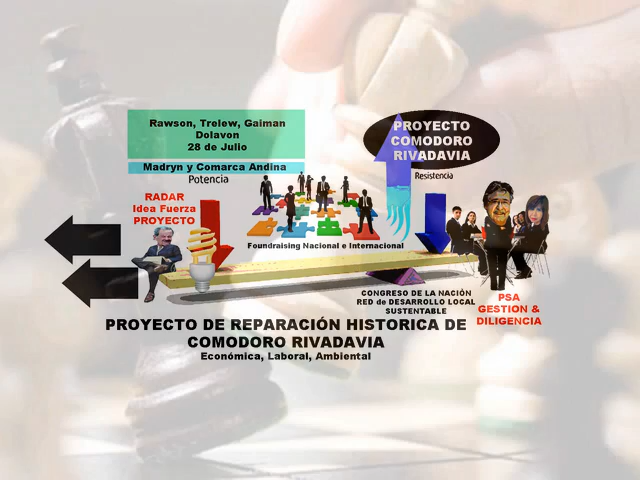 Rawson, Trelew, Gaiman
Dolavon
28 de Julio
Madryn y Comarca Andina
Potencia
PROYECTO
COMODORO
RIVADAVIA
Resistencia
RADAR
Idea Fuerza
PROYECTO
Foundraising Nacional e Internacional
CONGRESO DE LA NACIÓN
RED de DESARROLLO LOCAL
SUSTENTABLE
PSA
GESTION &
DILIGENCIA
PROYECTO DE REPARACIÓN HISTORICA DE
COMODORO RIVADAVIA
Económica, Laboral, Ambiental